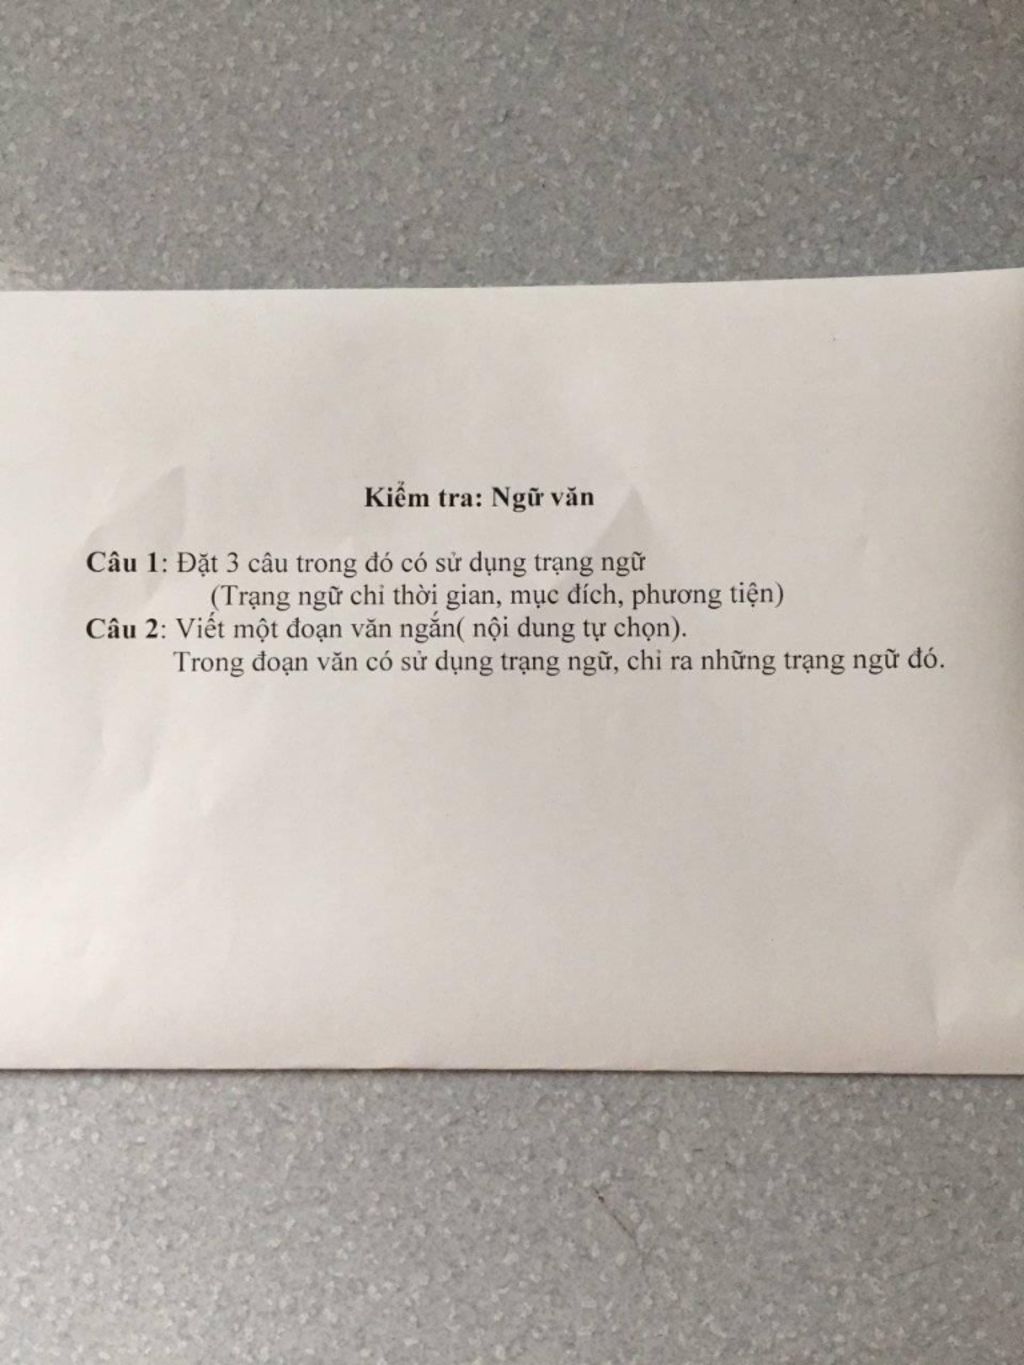 Kiểm tra: Ngữ văn
Câu 1: Đặt 3 câu trong đó có sử dụng trạng ngữ
(Trạng ngữ chỉ thời gian, mục đích, phương tiện)
Câu 2: Viết một đoạn văn ngắn( nội dung tự chọn).
Trong đoạn văn có sử dụng trạng ngữ, chỉ ra những trạng ngữ đó.